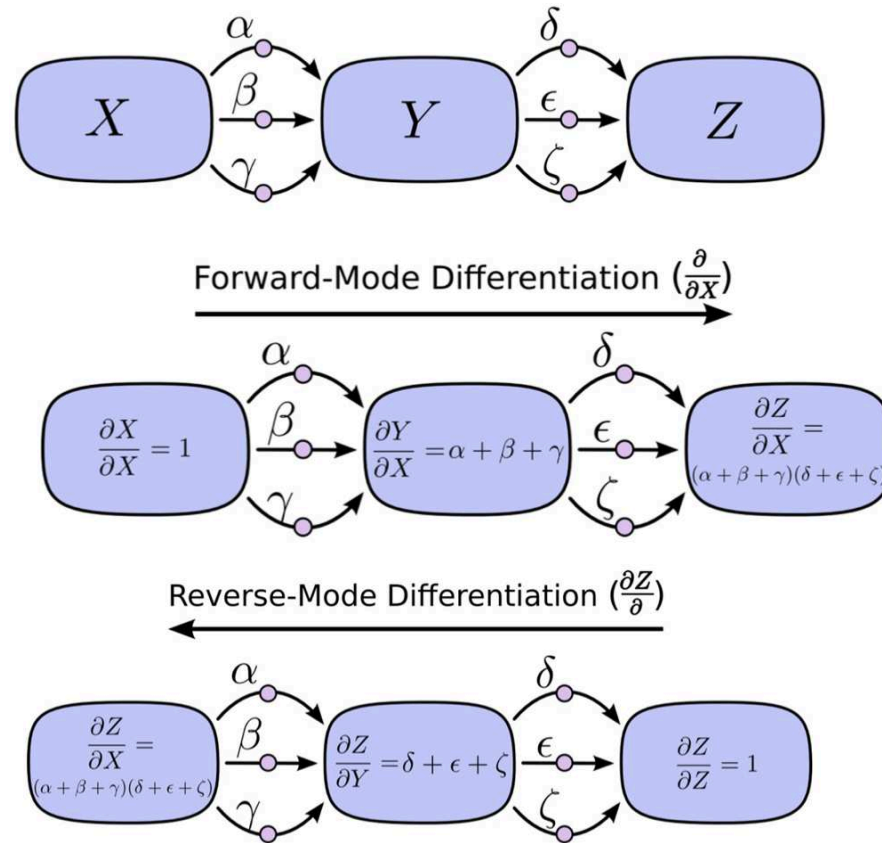 α δ
X β Y ϵ Z
γ ζ
Forward-Mode Differentiation (∂/∂X)
α δ
∂X/∂X = 1 β ∂Y/∂X = α + β + γ ϵ ∂Z/∂X =
(α + β + γ)(δ + ϵ + ζ)
γ ζ
Reverse-Mode Differentiation (∂Z/∂)
α δ
∂Z/∂X = β ∂Z/∂Y = δ + ϵ + ζ ϵ ∂Z/∂Z = 1
(α + β + γ)(δ + ϵ + ζ)
γ ζ